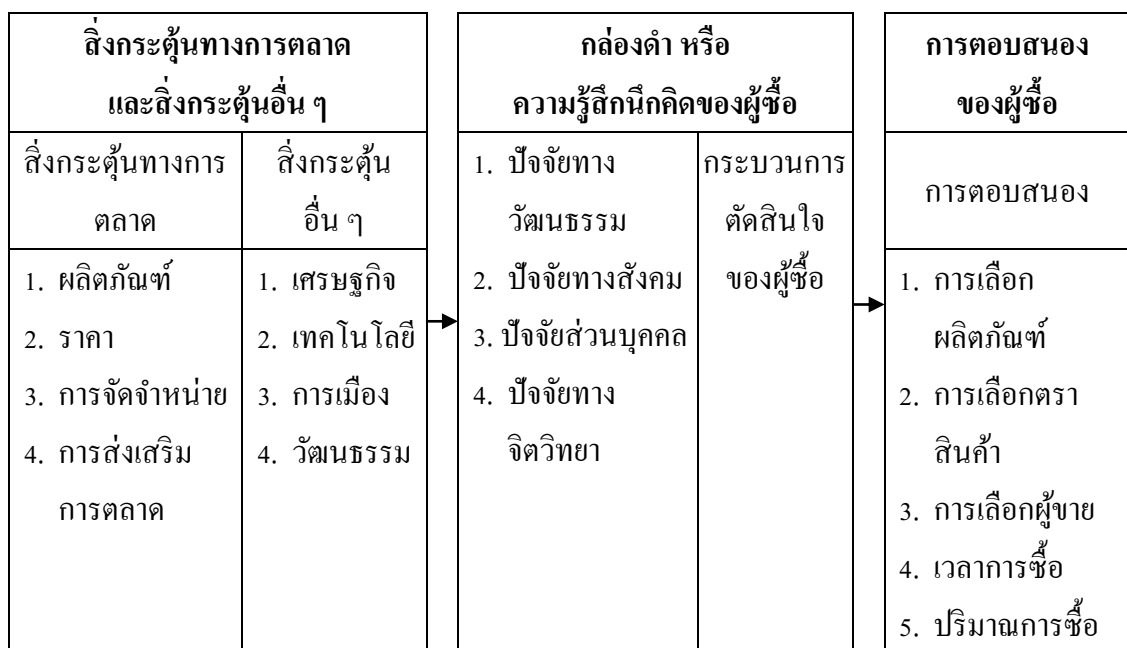 สิ่งกระตุ้นทางการตลาด
และสิ่งกระตุ้นอื่น ๆ
สิ่งกระตุ้นทางการ
ตลาด
1. ผลิตภัณฑ์
2. ราคา
3. การจัดจำหน่าย
4. การส่งเสริม
การตลาด
สิ่งกระตุ้น
อื่น ๆ
1. เศรษฐกิจ
2. เทคโนโลยี
3. การเมือง
4. วัฒนธรรม
กล่องดำ หรือ
ความรู้สึกนึกคิดของผู้ซื้อ
1. ปัจจัยทาง
วัฒนธรรม
2. ปัจจัยทางสังคม
3. ปัจจัยส่วนบุคคล
4. ปัจจัยทาง
จิตวิทยา
กระบวนการ
ตัดสินใจ
ของผู้ซื้อ
การตอบสนอง
ของผู้ซื้อ
การตอบสนอง
1. การเลือก
ผลิตภัณฑ์
2. การเลือกตรา
สินค้า
3. การเลือกผู้ขาย
4. เวลาการซื้อ
5. ปริมาณการซื้อ